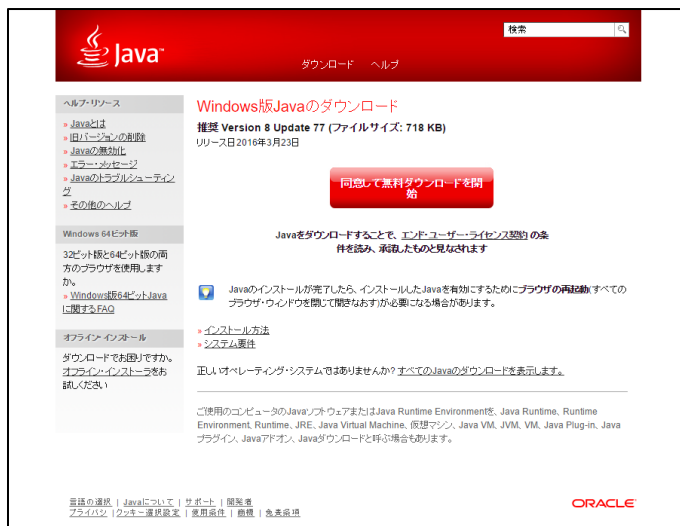 Java™
検索
ダウンロード ヘルプ
ヘルプ・リソース
» Javaとは
» 旧バージョンの削除
» Javaの無効化
» エラー・メッセージ
» Javaのトラブルシューティン
グ
» その他のヘルプ
Windows 64ビット版
32ビット版と64ビット版の両
方のブラウザを使用します
か。
» Windows版64ビットJava
に関するFAQ
オフライン・インストール
ダウンロードでお困りですか。
オフライン・インストーラをお
試しください
Windows版Javaのダウンロード
推奨 Version 8 Update 77 (ファイルサイズ: 718 KB)
リリース日2016年3月23日
同意して無料ダウンロードを開
始
Javaをダウンロードすることで、エンド・ユーザー・ライセンス契約 の条
件を読み、承諾したものと見なされます
Javaのインストールが完了したら、インストールしたJavaを有効にするためにブラウザの再起動(すべての
ブラウザ・ウィンドウを閉じて開きなおす)が必要になる場合があります。
» インストール方法
» システム要件
正しいオペレーティング・システムではありませんか? すべてのJavaのダウンロードを表示します。
ご使用のコンピュータのJavaソフトウェアまたはJava Runtime Environmentを、Java Runtime, Runtime
Environment, Runtime、JRE、Java Virtual Machine、仮想マシン、Java VM、JVM、VM、Java Plug-in、Java
プラグイン、Javaアドオン、Javaダウンロードと呼ぶ場合もあります。
言語の選択 | Javaについて | サポート | 開発者
プライバシ | クッキー選択設定 | 使用条件 | 商標 | 免責条項
ORACLE